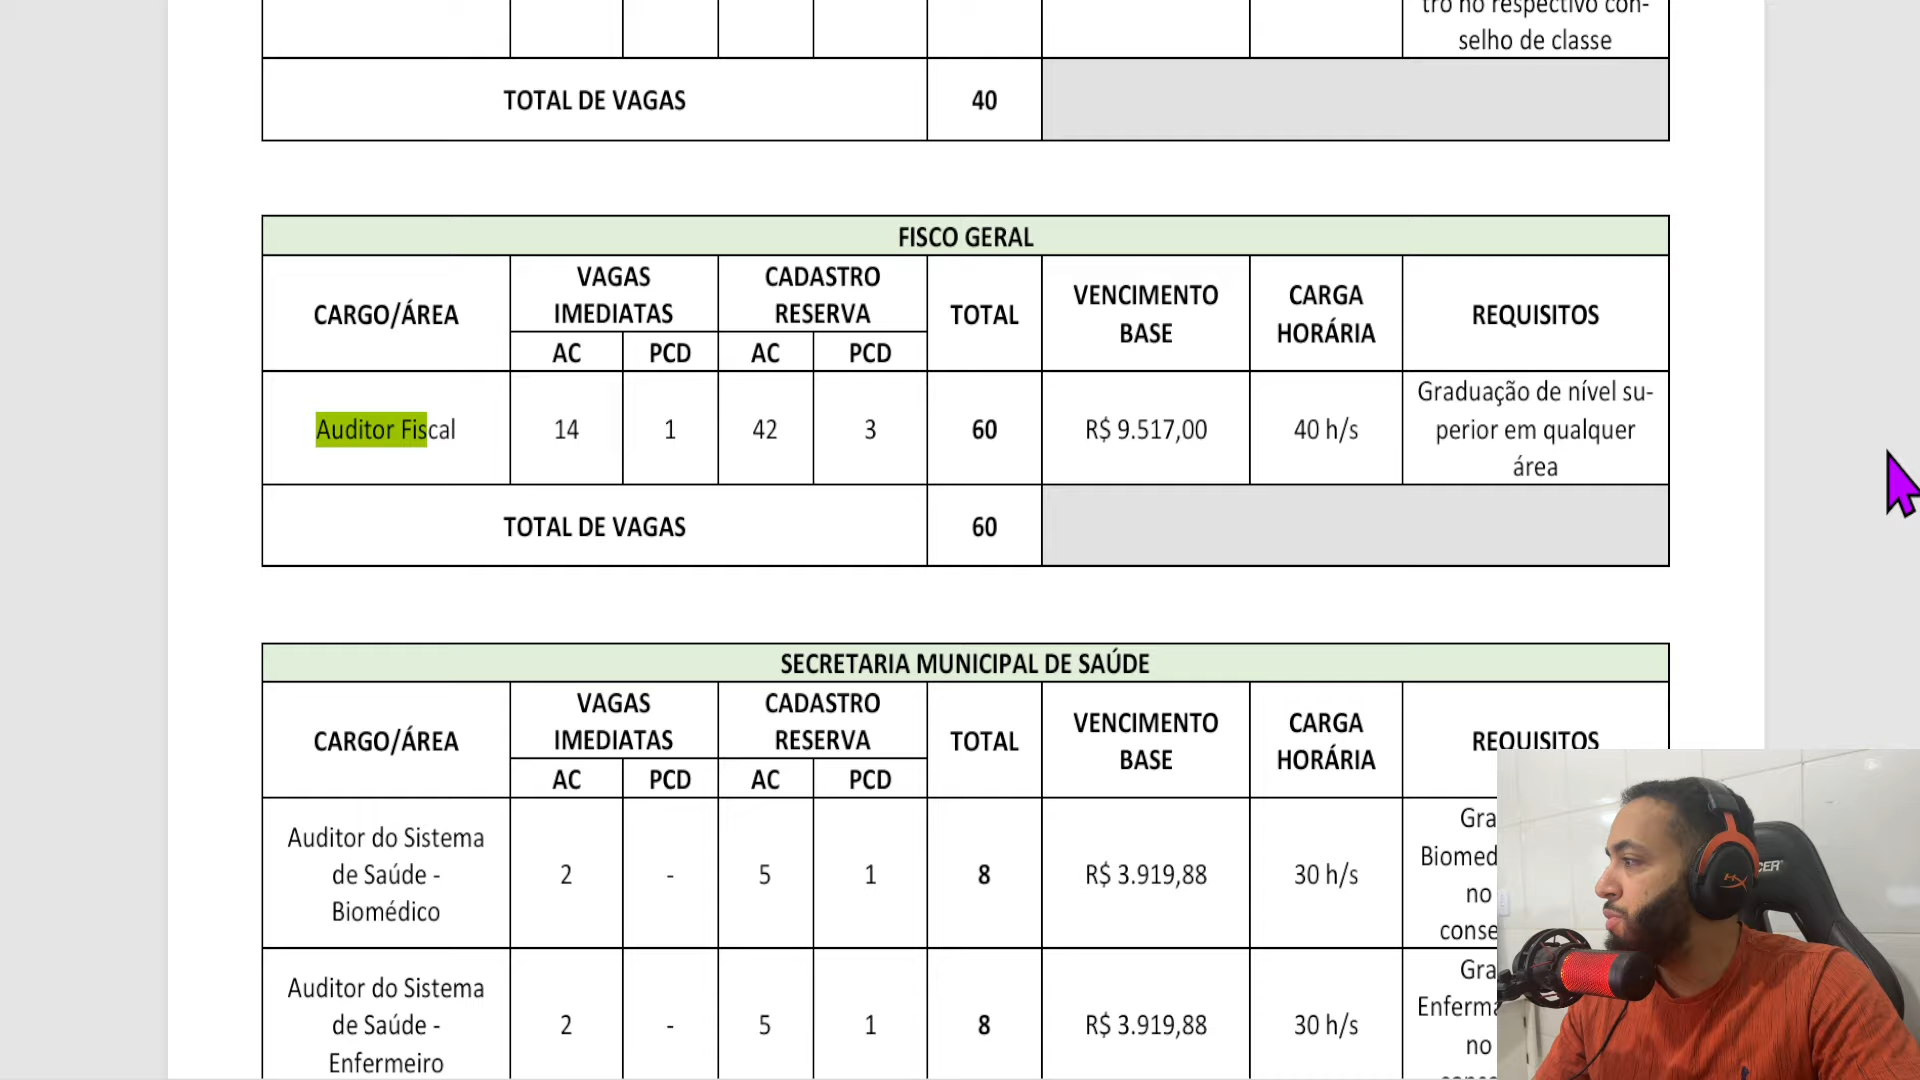 tro no respectivo con-
selho de classe
TOTAL DE VAGAS 40
FISCO GERAL
CARGO/ÁREA VAGAS IMEDIATAS CADASTRO RESERVA TOTAL VENCIMENTO BASE CARGA HORÁRIA REQUISITOS
AC PCD AC PCD
Auditor Fiscal 14 1 42 3 60 R$ 9.517,00 40 h/s Graduação de nível su-
perior em qualquer
área
TOTAL DE VAGAS 60
SECRETARIA MUNICIPAL DE SAÚDE
CARGO/ÁREA VAGAS IMEDIATAS CADASTRO RESERVA TOTAL VENCIMENTO BASE CARGA HORÁRIA REQUISITOS
AC PCD AC PCD
Auditor do Sistema
de Saúde -
Biomédico
2 - 5 1 8 R$ 3.919,88 30 h/s
Gra
Biomed
no
conse
Auditor do Sistema
de Saúde -
Enfermeiro
2 - 5 1 8 R$ 3.919,88 30 h/s
Gra
Enferma
no
CER
HX